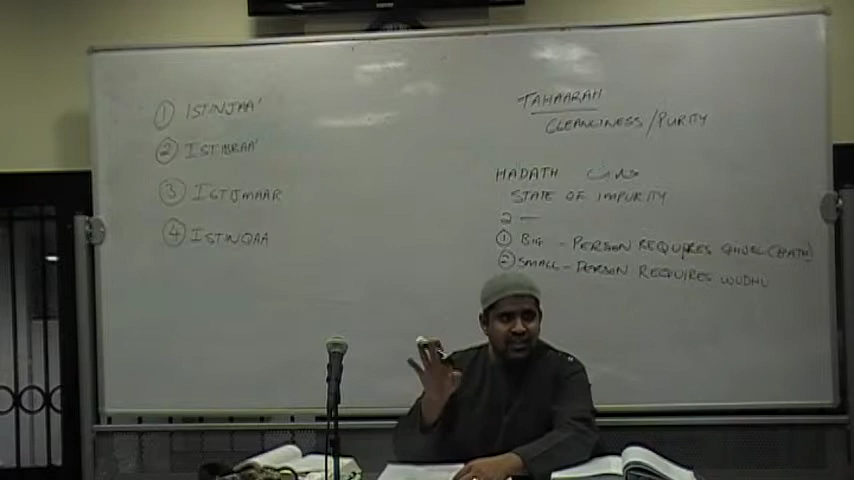 ① ISTINJAA'
② ISTIBRAA'
③ ISTIJMAAR
④ ISTINQAA
TAHAARAH
CLEANLINESS/PURITY
HADATH حدث
STATE OF IMPURITY
2 —
① BIG - PERSON REQUIRES GHUSL (BATH)
② SMALL - PERSON REQUIRES WUDHU